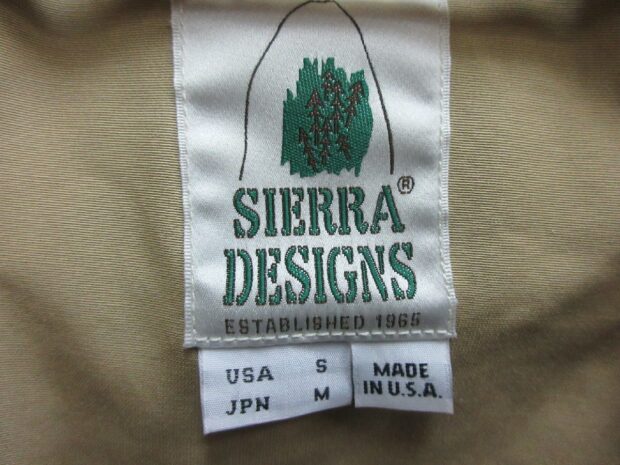 SIERRA®
DESIGNS
ESTABLISHED 1965
USA S
JPN M
MADE
IN U.S.A.